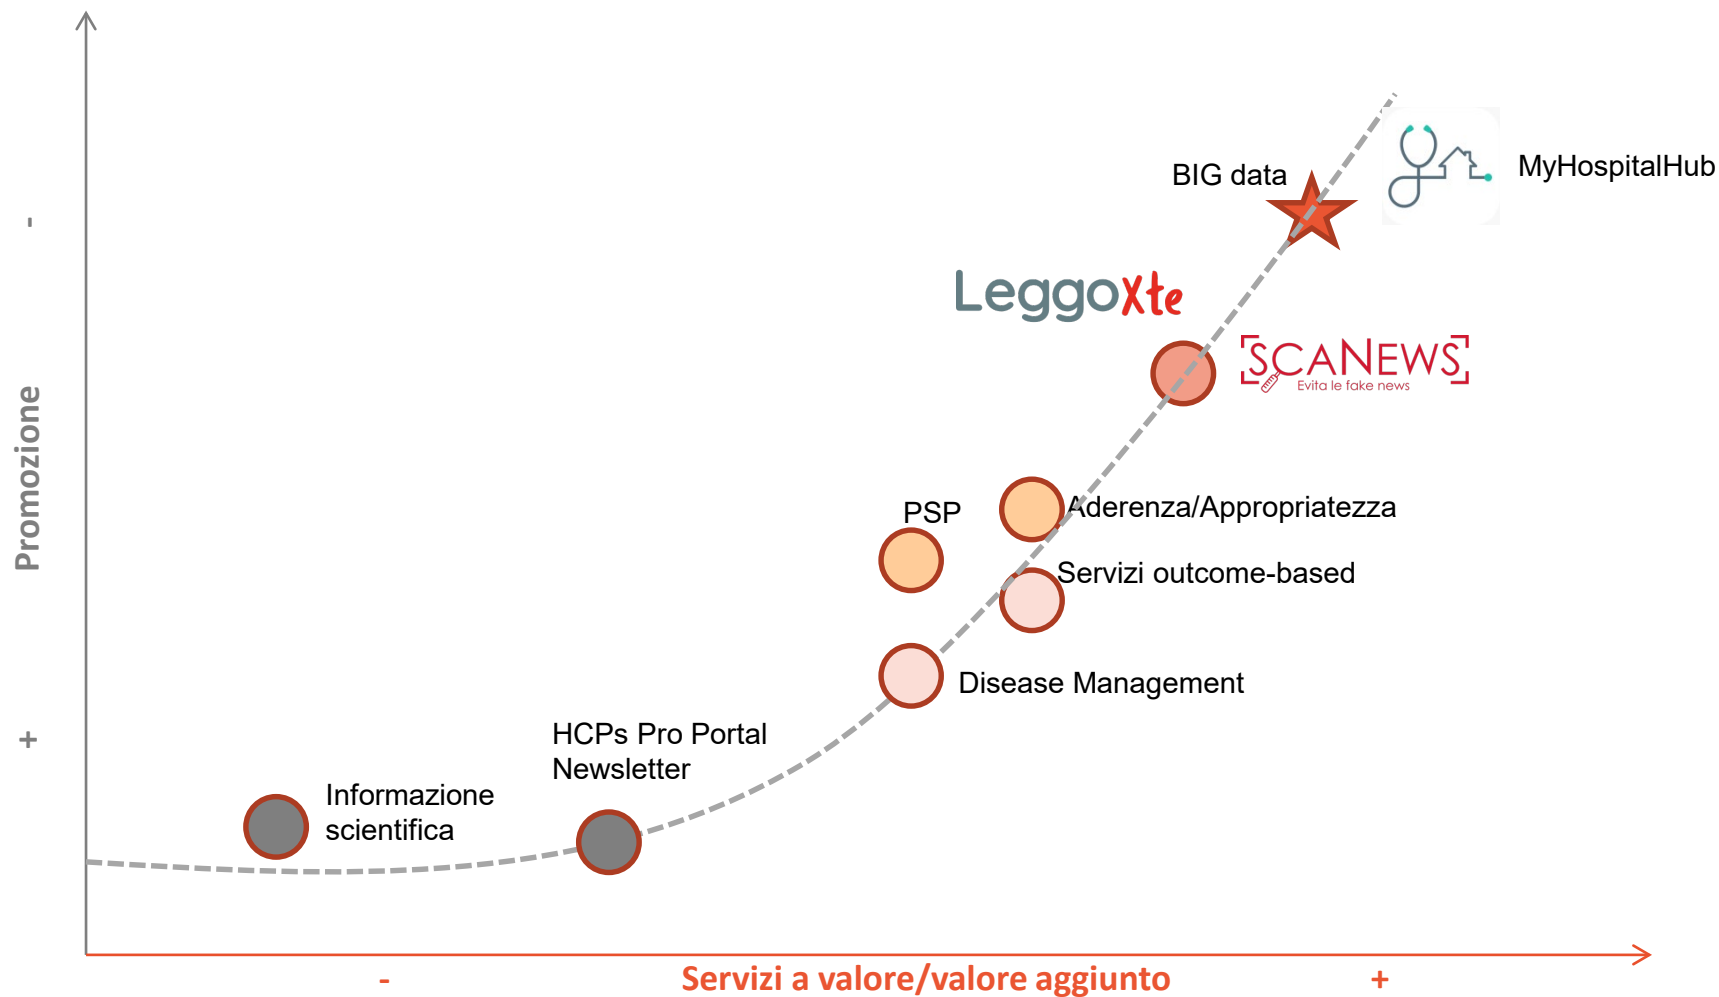 BIG data
MyHospitalHub
LeggoXte
SCANEWS
Evita le fake news
PSP
Aderenza/Appropriatezza
Servizi outcome-based
Disease Management
HCPs Pro Portal
Newsletter
Informazione
scientifica
-
Promozione
+
-
Servizi a valore/valore aggiunto
+